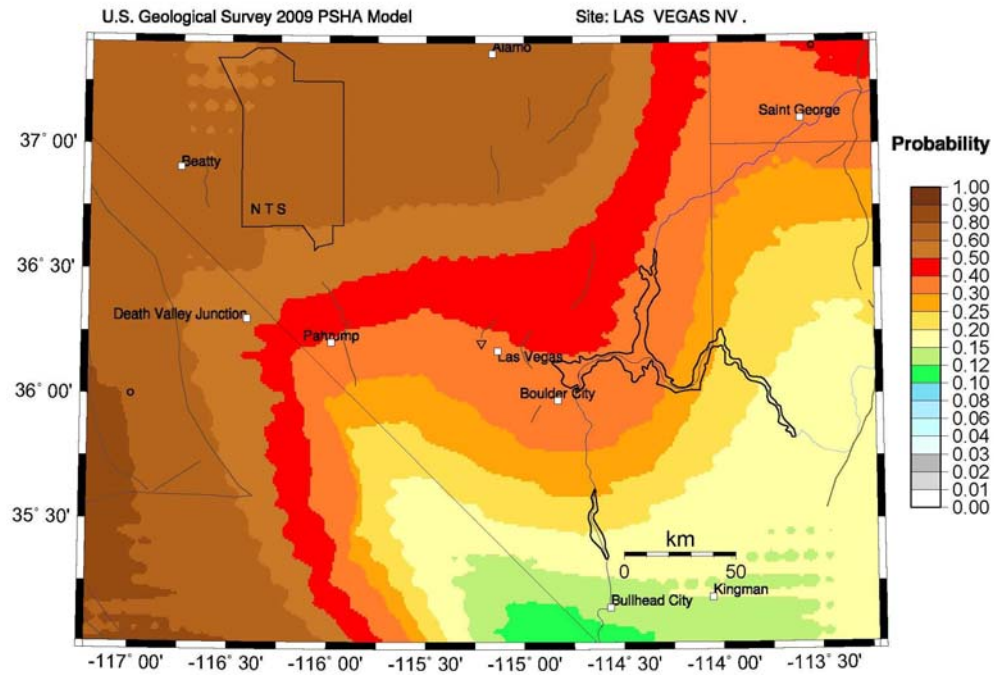 U.S. Geological Survey 2009 PSHA Model Site: LAS VEGAS NV .
Alamo
Saint George
37° 00'
Beatty
Probability
N T S
1.00
0.90
0.80
0.60
0.50
0.40
0.30
0.25
0.20
0.15
0.12
0.10
0.08
0.06
0.04
0.03
0.02
0.01
0.00
36° 30'
Death Valley Junction
Pahrump
Las Vegas
36° 00'
Boulder City
35° 30'
km
0 50
Kingman
Bullhead City
-117° 00' -116° 30' -116° 00' -115° 30' -115° 00' -114° 30' -114° 00' -113° 30'